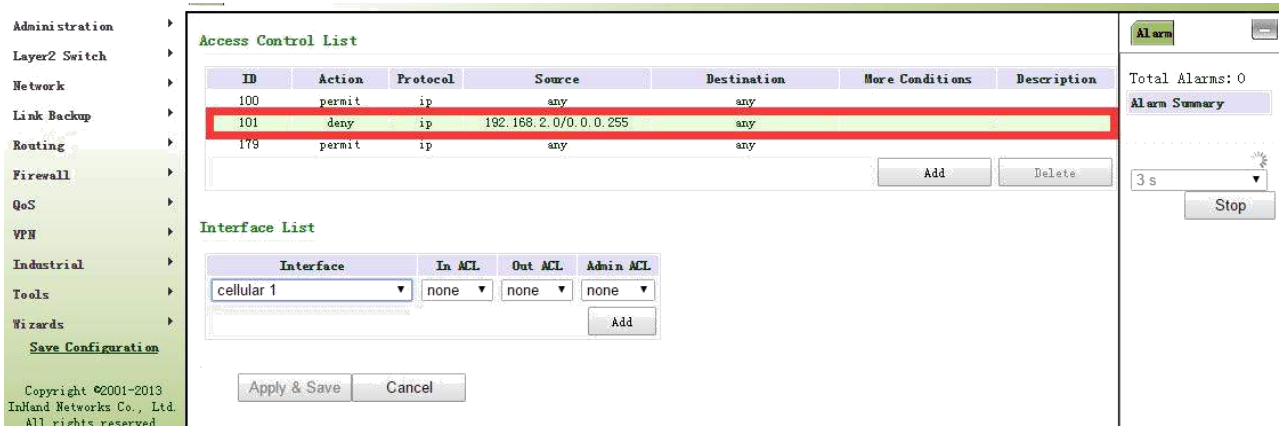 Administration
Layer2 Switch
Network
Link Backup
Routing
Firewall
QoS
VPN
Industrial
Tools
Wizards
Save Configuration
Copyright ©2001-2013
InHand Networks Co., Ltd.
All rights reserved
Access Control List
ID Action Protocol Source Destination More Conditions Description
100 permit ip any any
101 deny ip 192.168.2.0/0.0.0.255 any
179 permit ip any any
Add Delete
Interface List
Interface In ACL Out ACL Admin ACL
cellular 1 none none none
Add
Apply & Save Cancel
Alarm
Total Alarms: 0
Alarm Summary
3 s
Stop